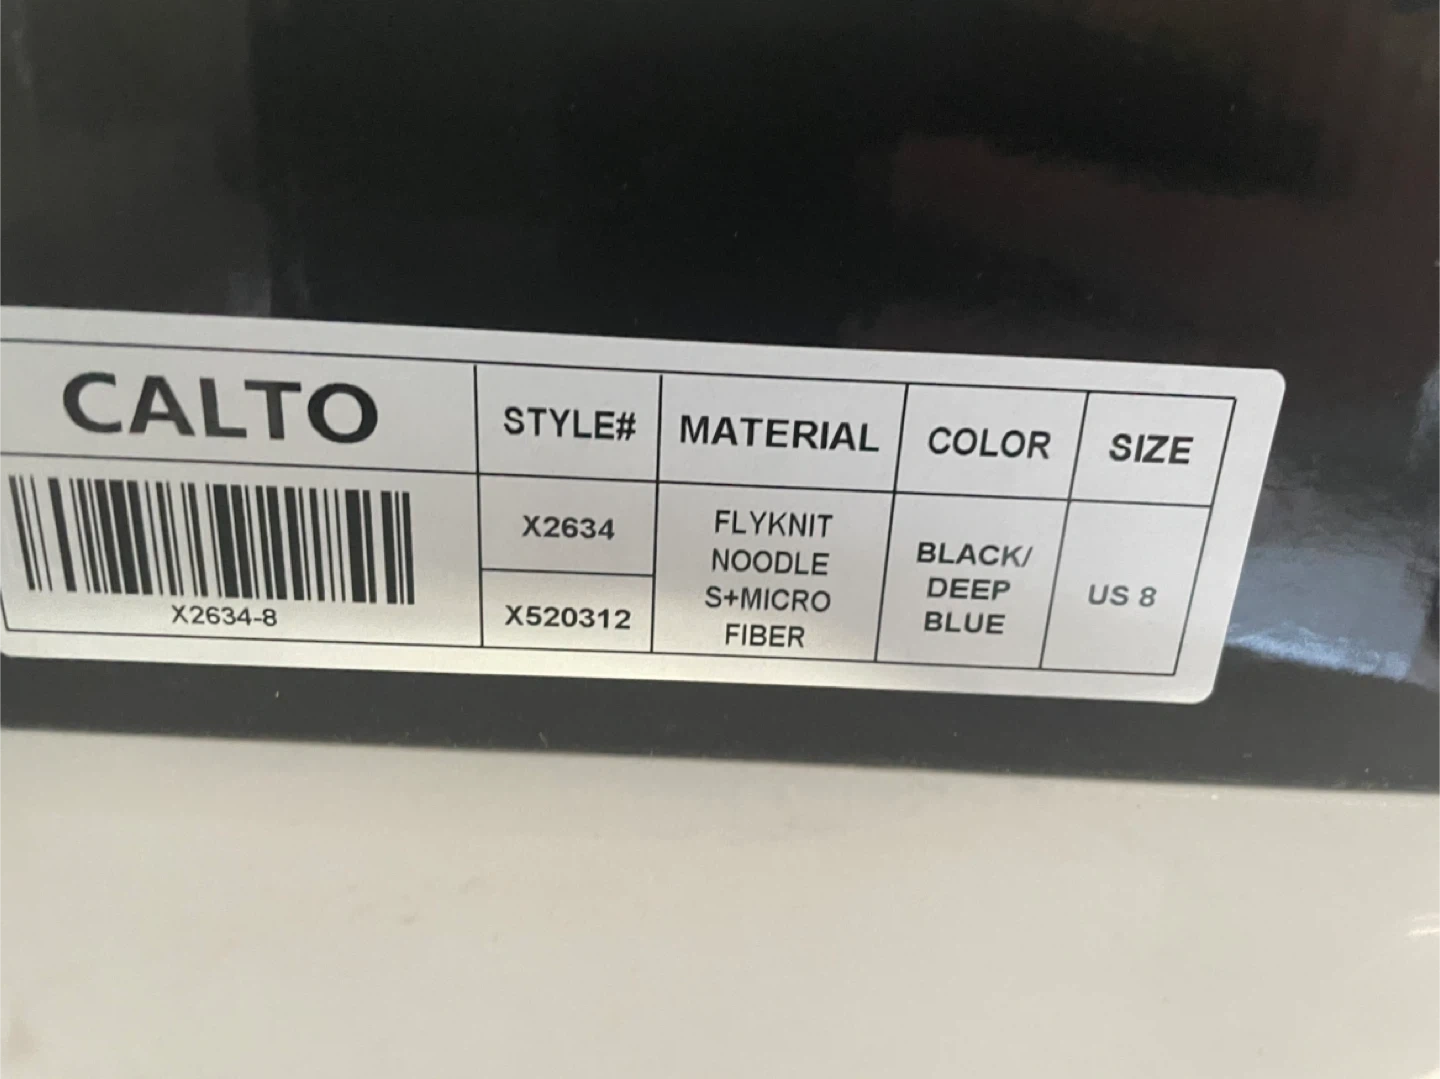 CALTO
STYLE#
MATERIAL
COLOR
SIZE
X2634-8
X2634
X520312
FLYKNIT
NOODLE
S+MICRO
FIBER
BLACK/
DEEP
BLUE
US 8